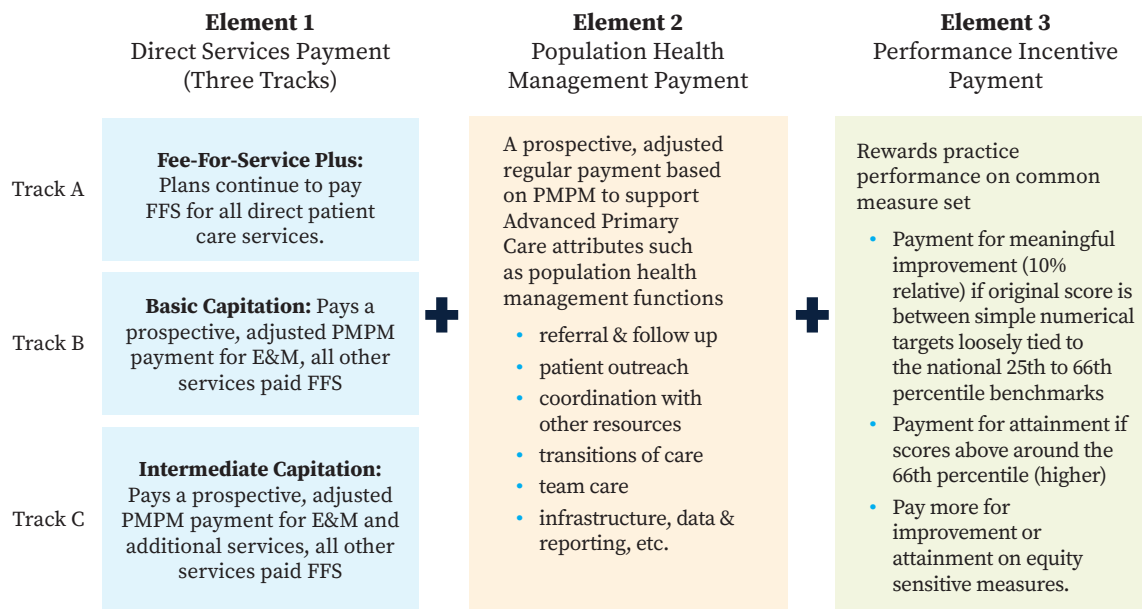 Element 1
Direct Services Payment
(Three Tracks)
Element 2
Population Health
Management Payment
Element 3
Performance Incentive
Payment
Track A
Fee-For-Service Plus:
Plans continue to pay
FFS for all direct patient
care services.
Track B
Basic Capitation: Pays a
prospective, adjusted PMPM
payment for E&M, all other
services paid FFS
Track C
Intermediate Capitation:
Pays a prospective, adjusted
PMPM payment for E&M and
additional services, all other
services paid FFS
A prospective, adjusted
regular payment based
on PMPM to support
Advanced Primary
Care attributes such
as population health
management functions
• referral & follow up
• patient outreach
• coordination with
other resources
• transitions of care
• team care
• infrastructure, data &
reporting, etc.
Rewards practice
performance on common
measure set
• Payment for meaningful
improvement (10%
relative) if original score is
between simple numerical
targets loosely tied to
the national 25th to 66th
percentile benchmarks
• Payment for attainment if
scores above around the
66th percentile (higher)
• Pay more for
improvement or
attainment on equity
sensitive measures.